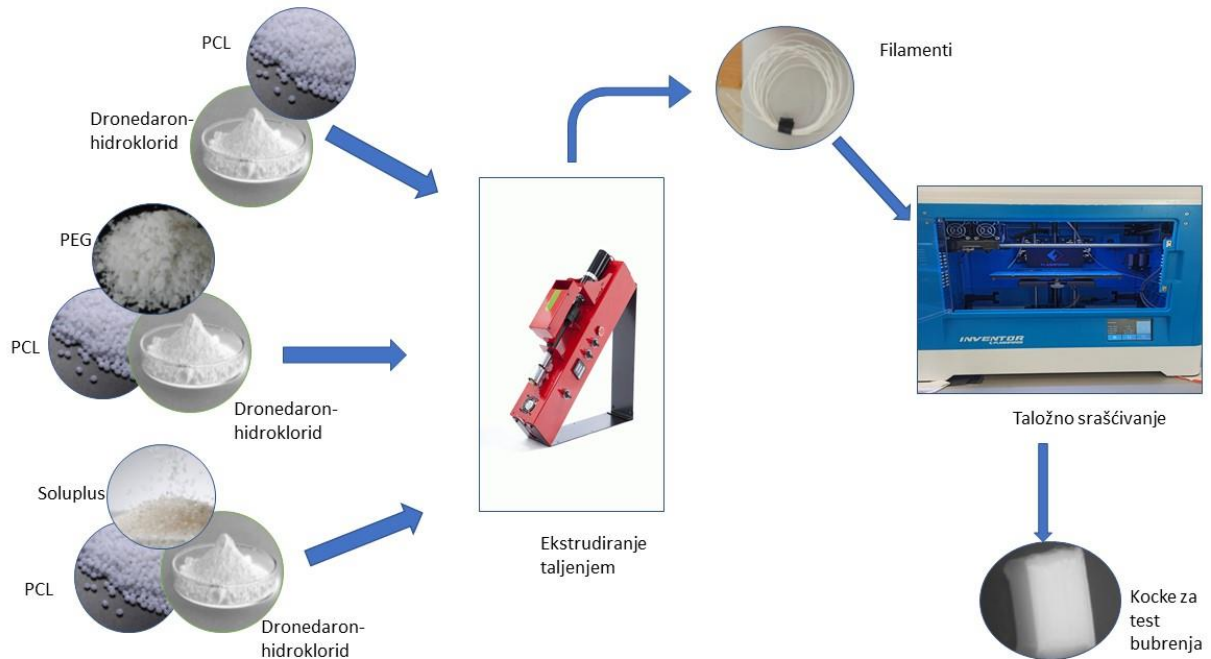 PCL
Dronedaron-
hidroklorid
PEG
PCL
Dronedaron-
hidroklorid
Soluplus
PCL
Dronedaron-
hidroklorid
Ekstrudiranje
taljenjem
Filamenti
INVENTOR
Taložno srašćivanje
Kocke za
test
bubrenja